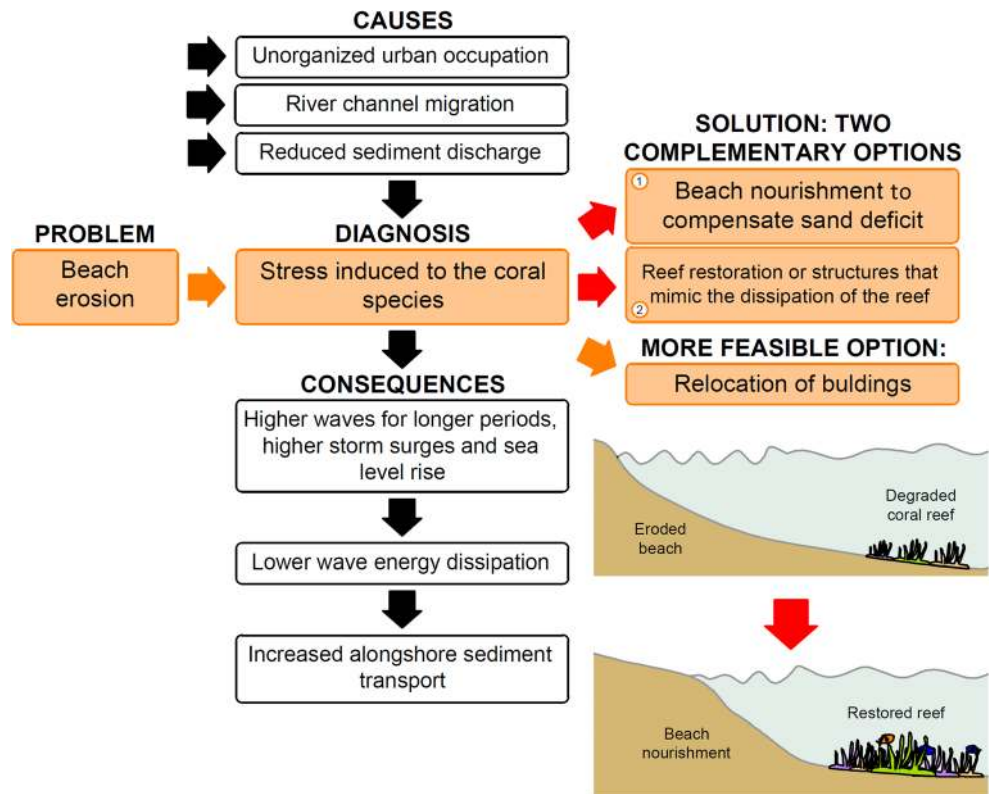 CAUSES
Unorganized urban occupation
River channel migration
Reduced sediment discharge
PROBLEM
Beach
erosion
DIAGNOSIS
Stress induced to the coral
species
SOLUTION: TWO
COMPLEMENTARY OPTIONS
1
Beach nourishment to
compensate sand deficit
Reef restoration or structures that
mimic the dissipation of the reef
2
MORE FEASIBLE OPTION:
Relocation of buldings
CONSEQUENCES
Higher waves for longer periods,
higher storm surges and sea
level rise
Lower wave energy dissipation
Increased alongshore sediment
transport
Eroded
beach
Degraded
coral reef
Beach
nourishment
Restored reef